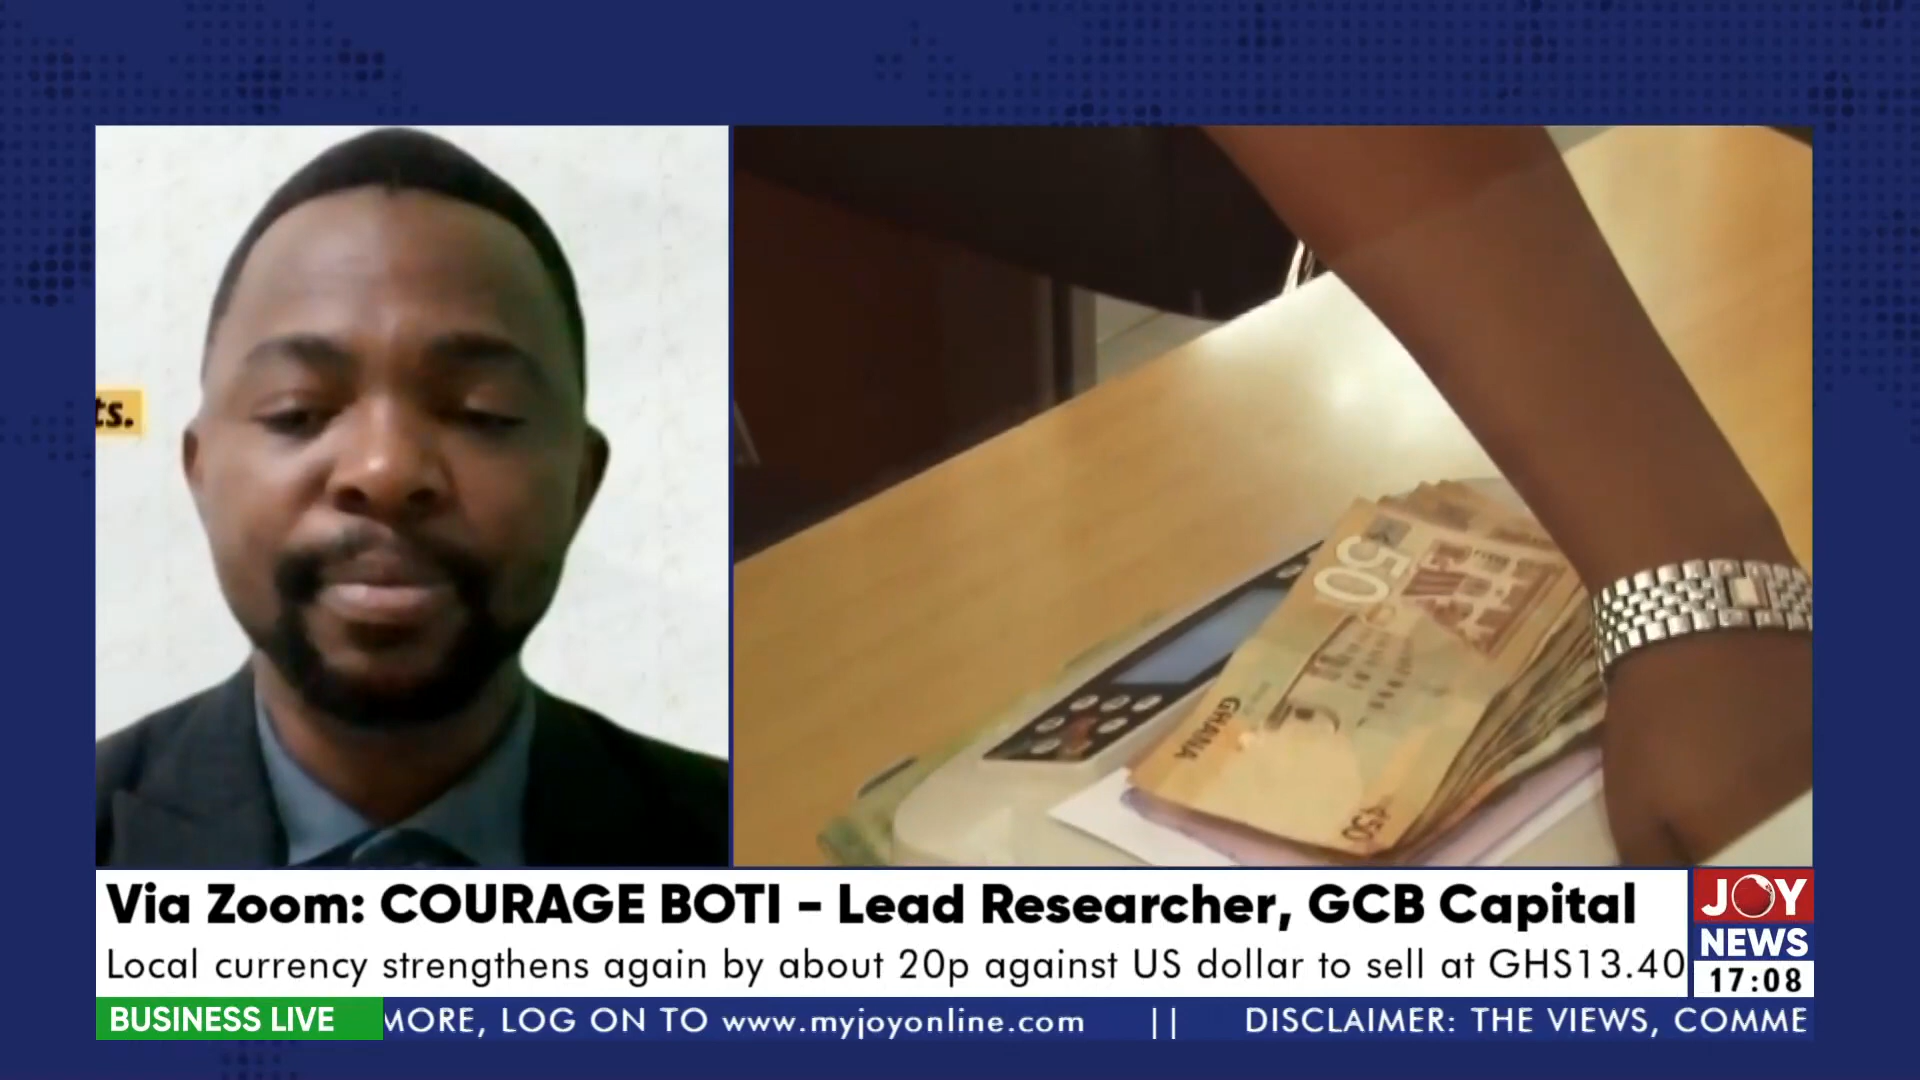 ts.
50
GHANA
₵50
Via Zoom: COURAGE BOTI - Lead Researcher, GCB Capital
Local currency strengthens again by about 20p against US dollar to sell at GHS13.40
JOY
NEWS
17:08
BUSINESS LIVE
MORE, LOG ON TO www.myjoyonline.com || DISCLAIMER: THE VIEWS, COMME